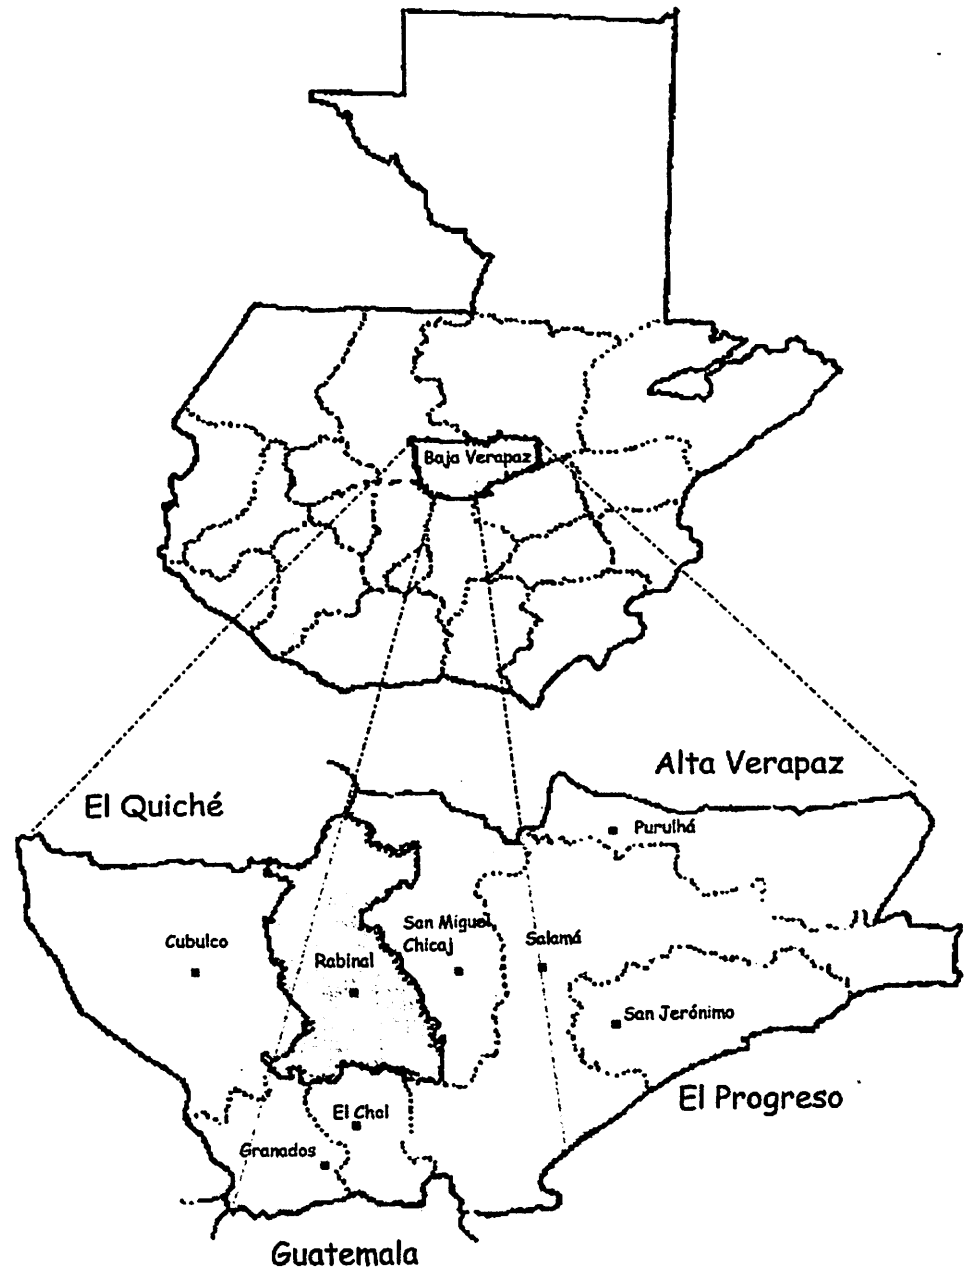 Baja Verapaz
Alta Verapaz
El Quiché
Purulhá
San Miguel
Chicaj
Salamá
Cubulco
Rabinal
San Jerónimo
El Progreso
El Chol
Granados
Guatemala